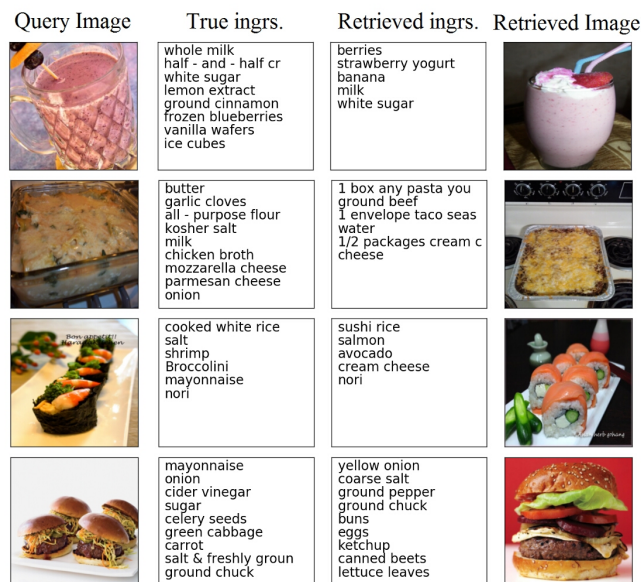 Query Image
True ingrs.
Retrieved ingrs.
Retrieved Image
whole milk
half - and - half cr
white sugar
lemon extract
ground cinnamon
frozen blueberries
vanilla wafers
ice cubes
berries
strawberry yogurt
banana
milk
white sugar
butter
garlic cloves
all - purpose flour
kosher salt
milk
chicken broth
mozzarella cheese
parmesan cheese
onion
1 box any pasta you
ground beef
1 envelope taco seas
water
1/2 packages cream c
cheese
Bon appetit!!
cooked white rice
salt
shrimp
Broccolini
mayonnaise
nori
sushi rice
salmon
avocado
cream cheese
nori
mayonnaise
onion
cider vinegar
sugar
celery seeds
green cabbage
carrot
salt & freshly groun
ground chuck
yellow onion
coarse salt
ground pepper
ground chuck
buns
eggs
ketchup
canned beets
lettuce leaves